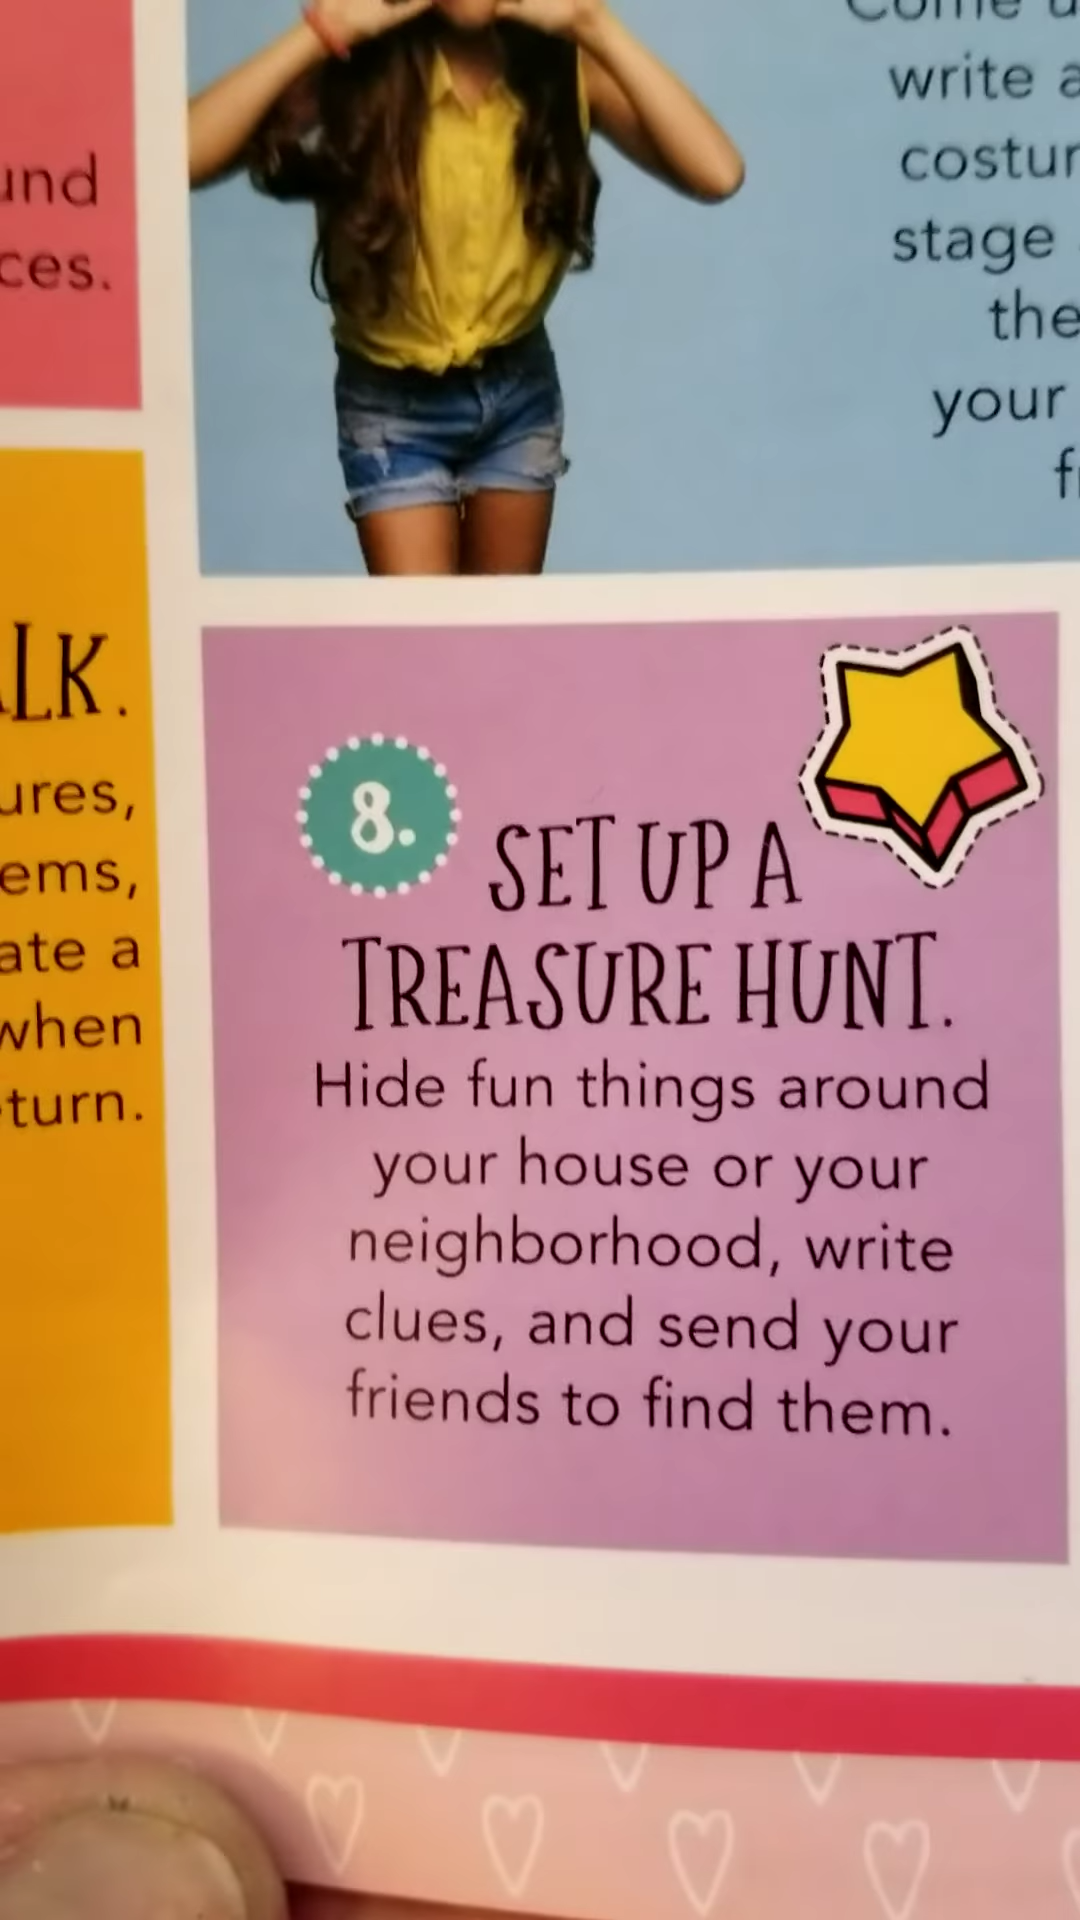 write
costur
stage
the
your
und
ces.
LK.
ures,
ems,
ate a
when
turn.
8.
SET UP A
TREASURE HUNT.
Hide fun things around
your house or your
neighborhood, write
clues, and send your
friends to find them.